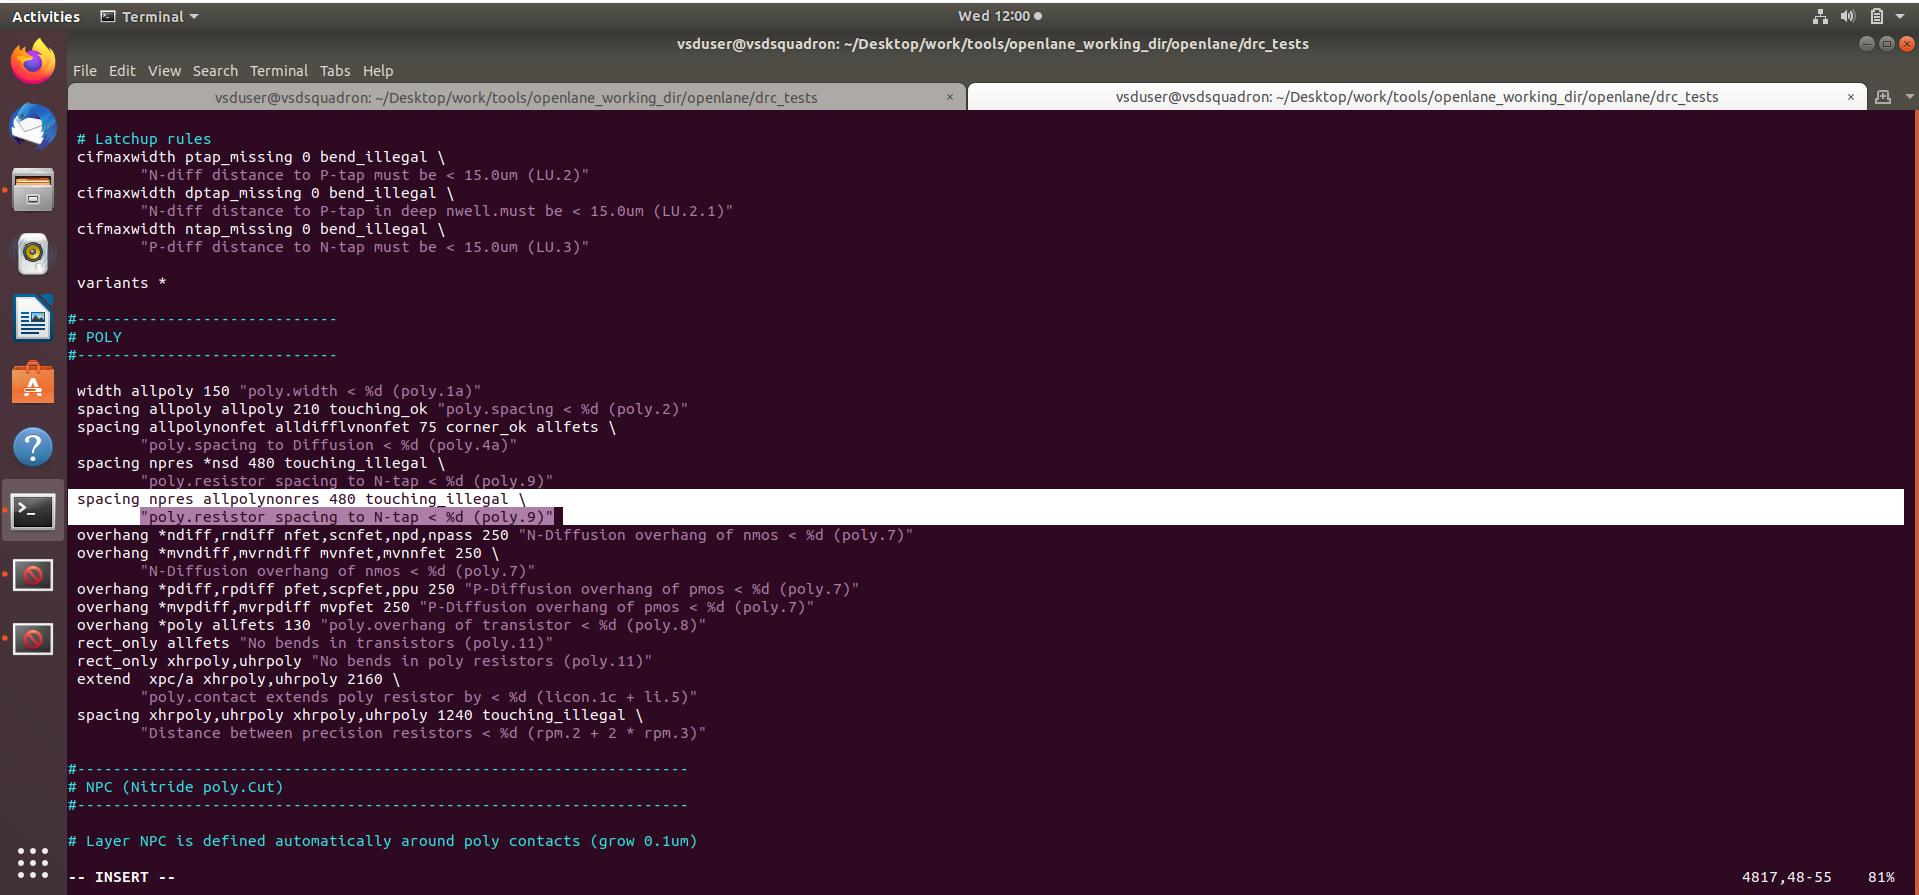 Activities Terminal Wed 12:00
vsduser@vsdsquadron: ~/Desktop/work/tools/openlane_working_dir/openlane/drc_tests
File Edit View Search Terminal Tabs Help
vsduser@vsdsquadron: ~/Desktop/work/tools/openlane_working_dir/openlane/drc_tests × vsduser@vsdsquadron: ~/Desktop/work/tools/openlane_working_dir/openlane/drc_tests ×
# Latchup rules
cifmaxwidth ptap_missing 0 bend_illegal \
"N-diff distance to P-tap must be < 15.0um (LU.2)"
cifmaxwidth dptap_missing 0 bend_illegal \
"N-diff distance to P-tap in deep nwell.must be < 15.0um (LU.2.1)"
cifmaxwidth ntap_missing 0 bend_illegal \
"P-diff distance to N-tap must be < 15.0um (LU.3)"
variants *
#-----------------------------
# POLY
#-----------------------------
width allpoly 150 "poly.width < %d (poly.1a)"
spacing allpoly allpoly 210 touching_ok "poly.spacing < %d (poly.2)"
spacing allpolynonfet alldifflvnonfet 75 corner_ok allfets \
"poly.spacing to Diffusion < %d (poly.4a)"
spacing npres *nsd 480 touching_illegal \
"poly.resistor spacing to N-tap < %d (poly.9)"
spacing npres allpolynonres 480 touching_illegal \
"poly.resistor spacing to N-tap < %d (poly.9)"
overhang *ndiff,rndiff nfet,scnfet,npd,npass 250 "N-Diffusion overhang of nmos < %d (poly.7)"
overhang *mvndiff,mvrndiff mvnfet,mvnnfet 250 \
"N-Diffusion overhang of nmos < %d (poly.7)"
overhang *pdiff,rpdiff pfet,scpfet,ppu 250 "P-Diffusion overhang of pmos < %d (poly.7)"
overhang *mvpdiff,mvrpdiff mvpfet 250 "P-Diffusion overhang of pmos < %d (poly.7)"
overhang *poly allfets 130 "poly.overhang of transistor < %d (poly.8)"
rect_only allfets "No bends in transistors (poly.11)"
rect_only xhrpoly,uhrpoly "No bends in poly resistors (poly.11)"
extend  xpc/a xhrpoly,uhrpoly 2160 \
"poly.contact extends poly resistor by < %d (licon.1c + li.5)"
spacing xhrpoly,uhrpoly xhrpoly,uhrpoly 1240 touching_illegal \
"Distance between precision resistors < %d (rpm.2 + 2 * rpm.3)"
#--------------------------------------------------------------------
# NPC (Nitride poly.Cut)
#--------------------------------------------------------------------
# Layer NPC is defined automatically around poly contacts (grow 0.1um)
-- INSERT -- 4817,48-55 81%